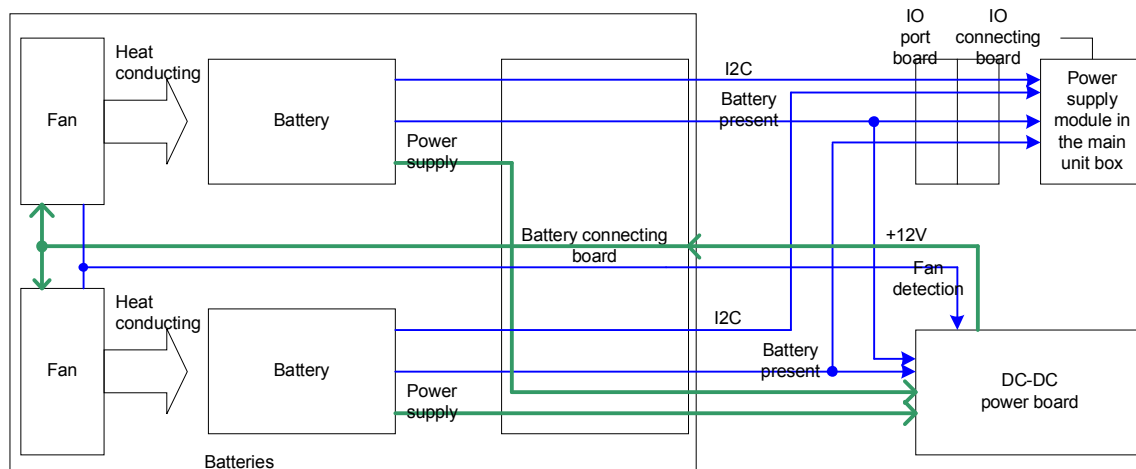 IO
port
board
IO
connecting
board
Heat
conducting
I2C
Fan
Battery
Battery
present
Power
supply
Power
supply
module in
the main
unit box
Battery connecting
board
+12V
Fan
detection
Heat
conducting
I2C
Fan
Battery
Battery
present
Power
supply
DC-DC
power board
Batteries